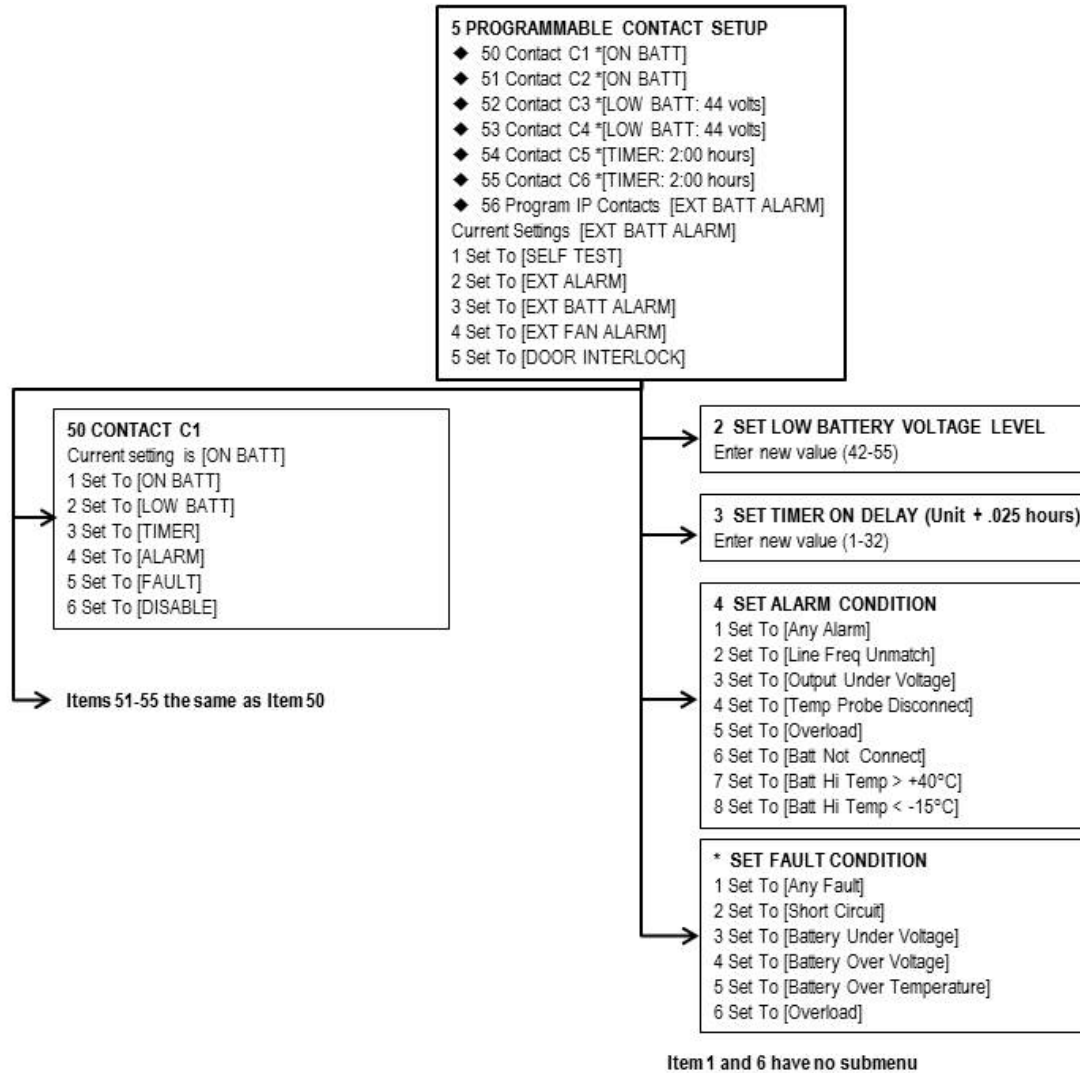 5 PROGRAMMABLE CONTACT SETUP
◆ 50 Contact C1 *[ON BATT]
◆ 51 Contact C2 *[ON BATT]
◆ 52 Contact C3 *[LOW BATT: 44 volts]
◆ 53 Contact C4 *[LOW BATT: 44 volts]
◆ 54 Contact C5 *[TIMER: 2:00 hours]
◆ 55 Contact C6 *[TIMER: 2:00 hours]
◆ 56 Program IP Contacts [EXT BATT ALARM]
Current Settings [EXT BATT ALARM]
1 Set To [SELF TEST]
2 Set To [EXT ALARM]
3 Set To [EXT BATT ALARM]
4 Set To [EXT FAN ALARM]
5 Set To [DOOR INTERLOCK]
50 CONTACT C1
Current setting is [ON BATT]
1 Set To [ON BATT]
2 Set To [LOW BATT]
3 Set To [TIMER]
4 Set To [ALARM]
5 Set To [FAULT]
6 Set To [DISABLE]
Items 51-55 the same as Item 50
2 SET LOW BATTERY VOLTAGE LEVEL
Enter new value (42-55)
3 SET TIMER ON DELAY (Unit + .025 hours)
Enter new value (1-32)
4 SET ALARM CONDITION
1 Set To [Any Alarm]
2 Set To [Line Freq Unmatch]
3 Set To [Output Under Voltage]
4 Set To [Temp Probe Disconnect]
5 Set To [Overload]
6 Set To [Batt Not Connect]
7 Set To [Batt Hi Temp > +40°C]
8 Set To [Batt Hi Temp < -15°C]
* SET FAULT CONDITION
1 Set To [Any Fault]
2 Set To [Short Circuit]
3 Set To [Battery Under Voltage]
4 Set To [Battery Over Voltage]
5 Set To [Battery Over Temperature]
6 Set To [Overload]
Item 1 and 6 have no submenu